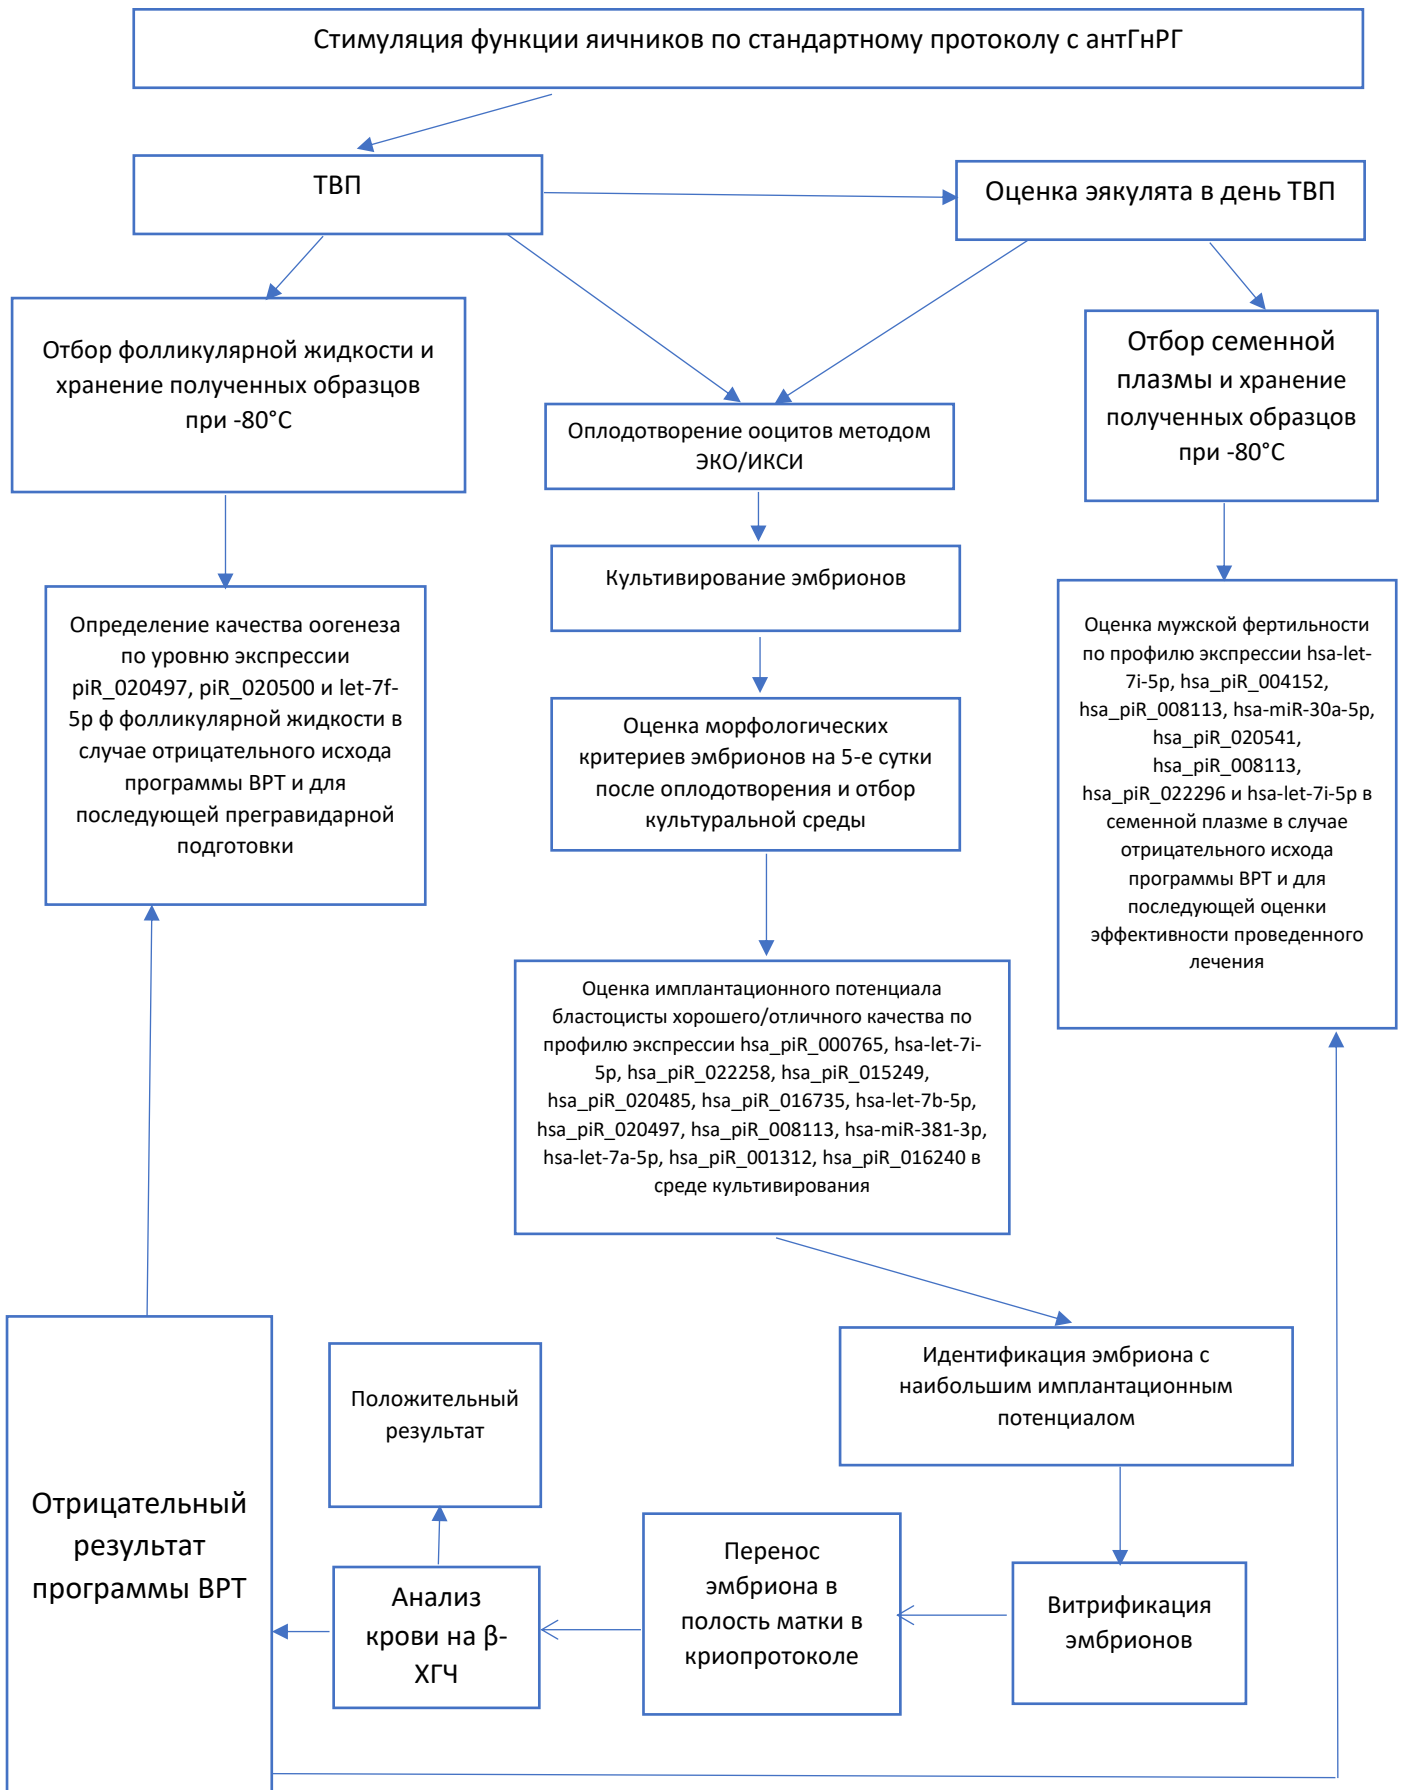 Стимуляция функции яичников по стандартному протоколу с антГнРГ
ТВП
Оценка эякулята в день ТВП
Отбор фолликулярной жидкости и
хранение полученных образцов
при -80°C
Отбор семенной
плазмы и хранение
полученных образцов
при -80°C
Оплодотворение ооцитов методом
ЭКО/ИКСИ
Культивирование эмбрионов
Определение качества оогенеза
по уровню экспрессии
piR_020497, piR_020500 и let-7f-
5p ф фолликулярной жидкости в
случае отрицательного исхода
программы ВРТ и для
последующей прегравидарной
подготовки
Оценка мужской фертильности
по профилю экспрессии hsa-let-
7i-5p, hsa_piR_004152,
hsa_piR_008113, hsa-miR-30a-5p,
hsa_piR_020541,
hsa_piR_008113,
hsa_piR_022296 и hsa-let-7i-5p в
семенной плазме в случае
отрицательного исхода
программы ВРТ и для
последующей оценки
эффективности проведенного
лечения
Оценка морфологических
критериев эмбрионов на 5-е сутки
после оплодотворения и отбор
культуральной среды
Оценка имплантационного потенциала
бластоцисты хорошего/отличного качества по
профилю экспрессии hsa_piR_000765, hsa-let-7i-
5p, hsa_piR_022258, hsa_piR_015249,
hsa_piR_020485, hsa_piR_016735, hsa-let-7b-5p,
hsa_piR_020497, hsa_piR_008113, hsa-miR-381-3p,
hsa-let-7a-5p, hsa_piR_001312, hsa_piR_016240 в
среде культивирования
Идентификация эмбриона с
наибольшим имплантационным
потенциалом
Положительный
результат
Отрицательный
результат
программы ВРТ
Анализ
крови на β-
ХГЧ
Перенос
эмбриона в
полость матки в
криопротоколе
Витрификация
эмбрионов